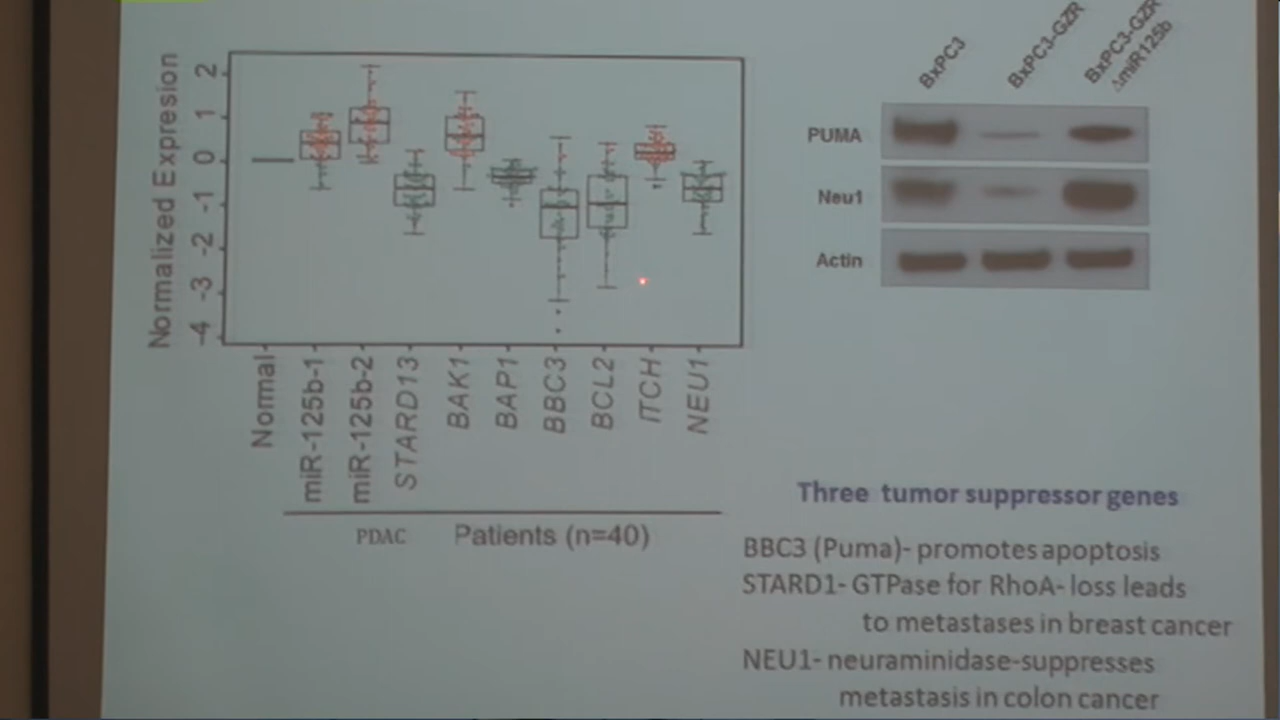 Normalized Expresion
2
1
0
-1
-2
-3
-4
Normal
miR-125b-1
miR-125b-2
STARD13
BAK1
BAP1
BBC3
BCL2
ITCH
NEU1
PDAC Patients (n=40)
BxPC3
BxPC3-GZR
BxPC3-GZR
ΔmiR125b
PUMA
Neu1
Actin
Three tumor suppressor genes
BBC3 (Puma)- promotes apoptosis
STARD1- GTPase for RhoA- loss leads
to metastases in breast cancer
NEU1- neuraminidase-suppresses
metastasis in colon cancer